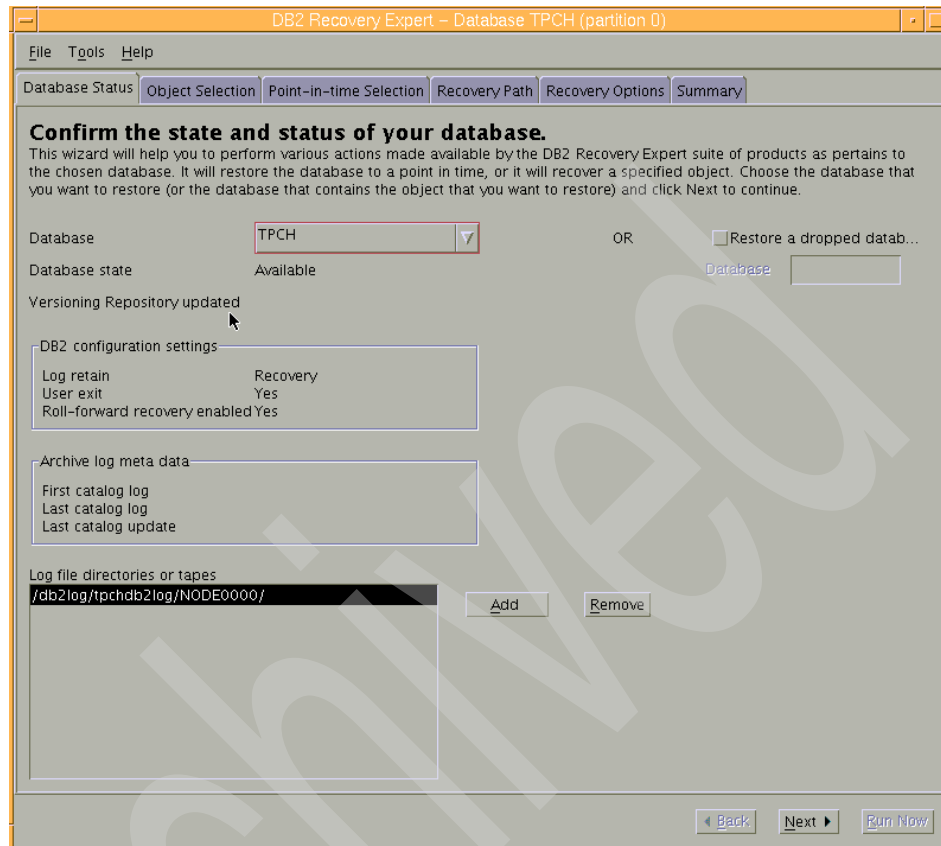 DB2 Recovery Expert – Database TPCH (partition 0)
File Tools Help
Database Status Object Selection Point-in-time Selection Recovery Path Recovery Options Summary
Confirm the state and status of your database.
This wizard will help you to perform various actions made available by the DB2 Recovery Expert suite of products as pertains to
the chosen database. It will restore the database to a point in time, or it will recover a specified object. Choose the database that
you want to restore (or the database that contains the object that you want to restore) and click Next to continue.
Database TPCH OR Restore a dropped datab...
Database state Available Database
Versioning Repository updated
DB2 configuration settings
Log retain Recovery
User exit Yes
Roll-forward recovery enabled Yes
Archive log meta data
First catalog log
Last catalog log
Last catalog update
Log file directories or tapes
/db2log/tpchdb2log/NODE0000/ Add Remove
Back Next Run Now
chived